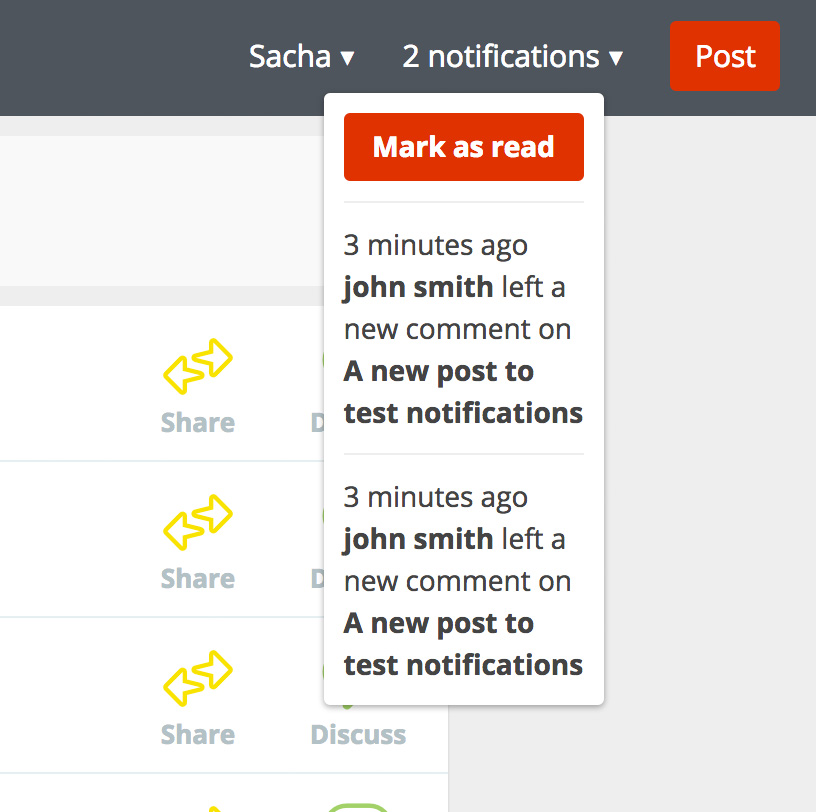 Sacha ▾
2 notifications ▾
Post
Mark as read
3 minutes ago
john smith left a
new comment on
A new post to
test notifications
3 minutes ago
john smith left a
new comment on
A new post to
test notifications
Share
D
Share
D
Share
Discuss